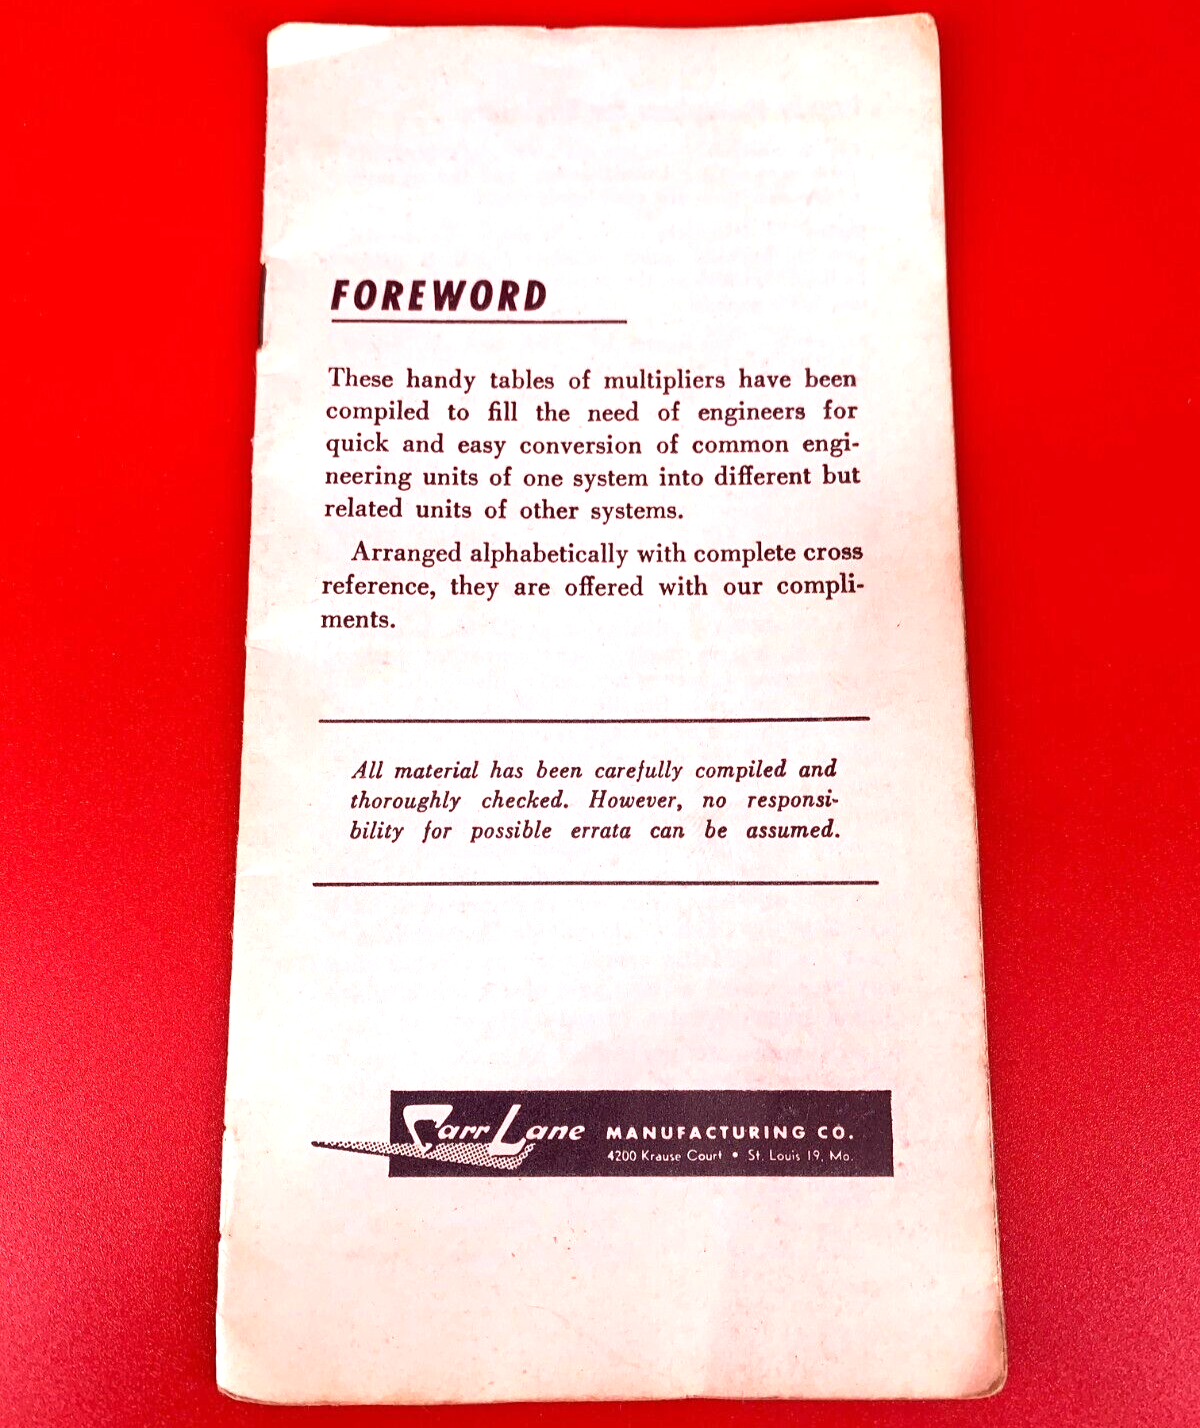 FOREWORD
These handy tables of multipliers have been
compiled to fill the need of engineers for
quick and easy conversion of common engi-
neering units of one system into different but
related units of other systems.
Arranged alphabetically with complete cross
reference, they are offered with our compli-
ments.
All material has been carefully compiled and
thoroughly checked. However, no responsi-
bility for possible errata can be assumed.
Carr Lane MANUFACTURING CO.
4200 Krause Court • St. Louis 19, Mo.